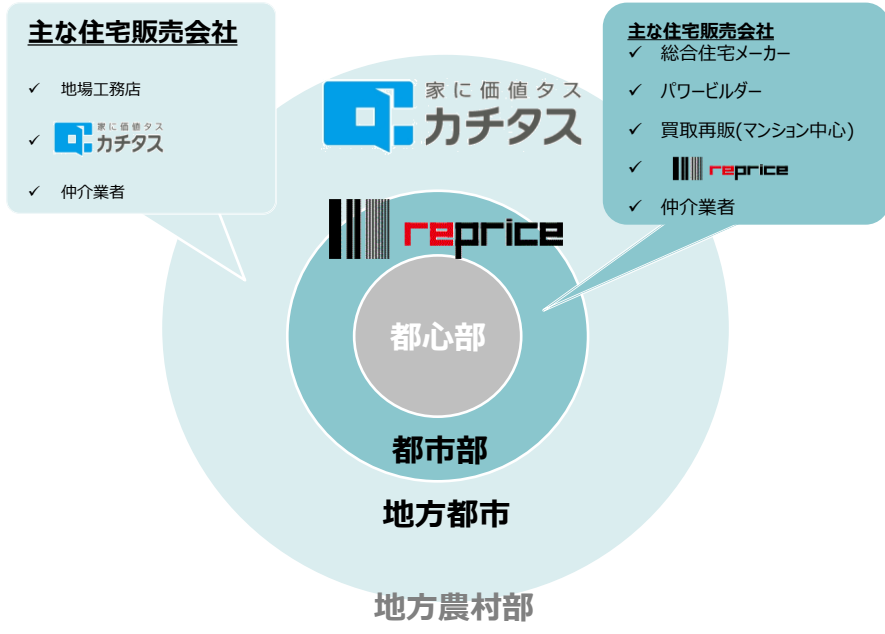 主な住宅販売会社
✓ 地場工務店
✓ 家に価値タス
カチタス
✓ 仲介業者
主な住宅販売会社
✓ 総合住宅メーカー
✓ パワービルダー
✓ 買取再販(マンション中心)
✓ reprice
✓ 仲介業者
家に価値タス
カチタス
reprice
都心部
都市部
地方都市
地方農村部